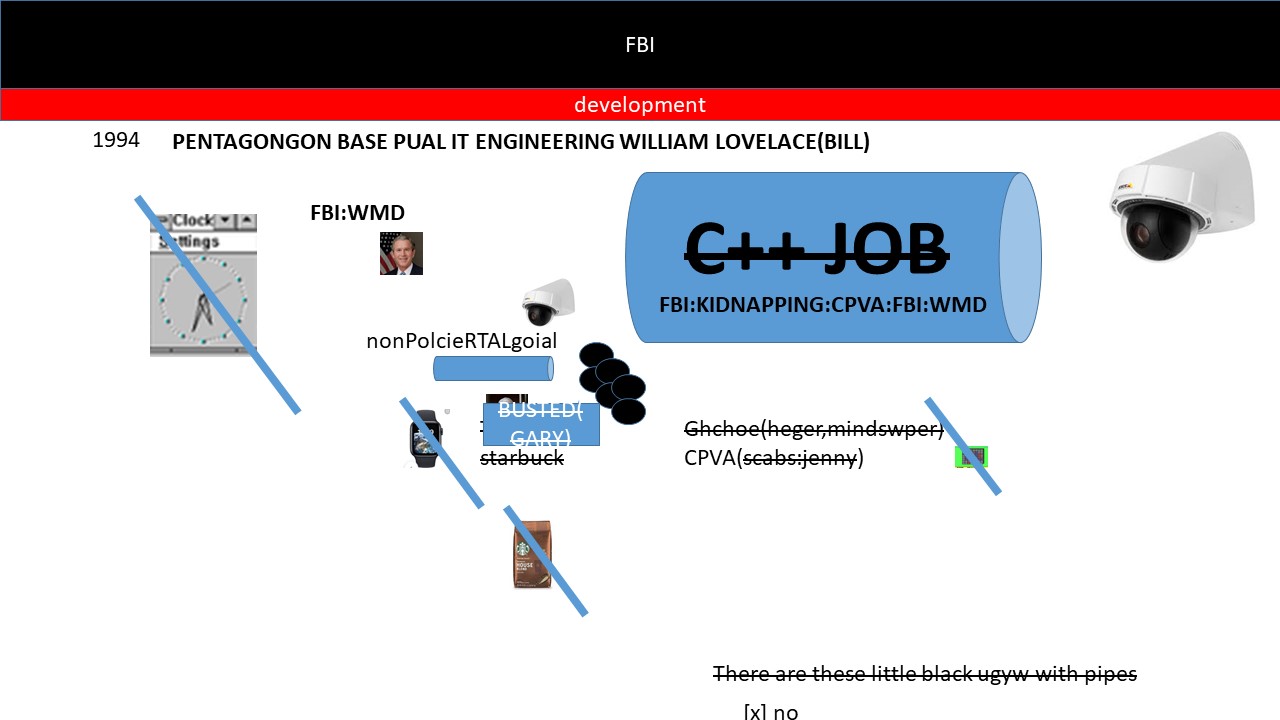 FBI
development
1994 PENTAGONGON BASE PUAL IT ENGINEERING WILLIAM LOVELACE(BILL)
Clock
Settings
FBI:WMD
C++ JOB
FBI:KIDNAPPING:CPVA:FBI:WMD
nonPolcieRTALgoial
BUSTED(
GARY)
starbuck
Ghchoe(heger,mindswper)
CPVA(scabs:jenny)
HOUSE
There are these little black ugyw with pipes
[x] no